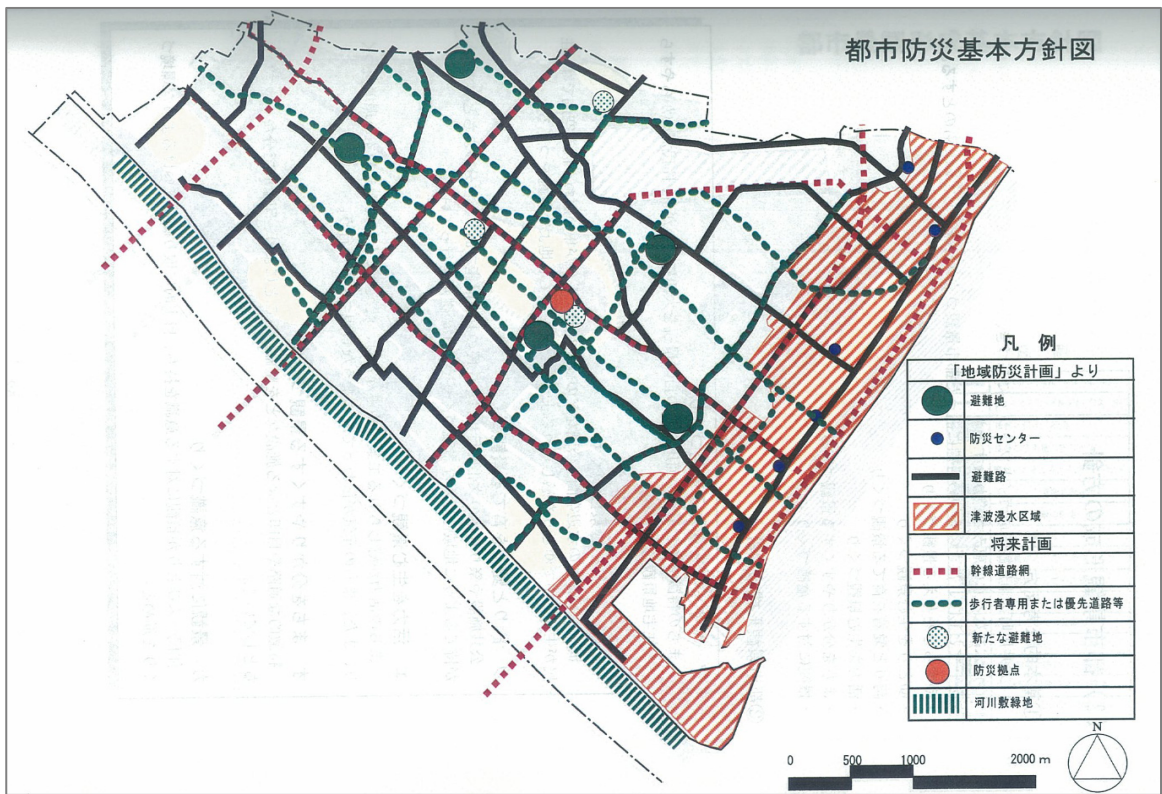 都市防災基本方針図
凡 例
「地域防災計画」より
避難地
防災センター
避難路
津波浸水区域
将来計画
幹線道路網
歩行者専用または優先道路等
新たな避難地
防災拠点
河川敷緑地
N
0 500 1000 2000 m